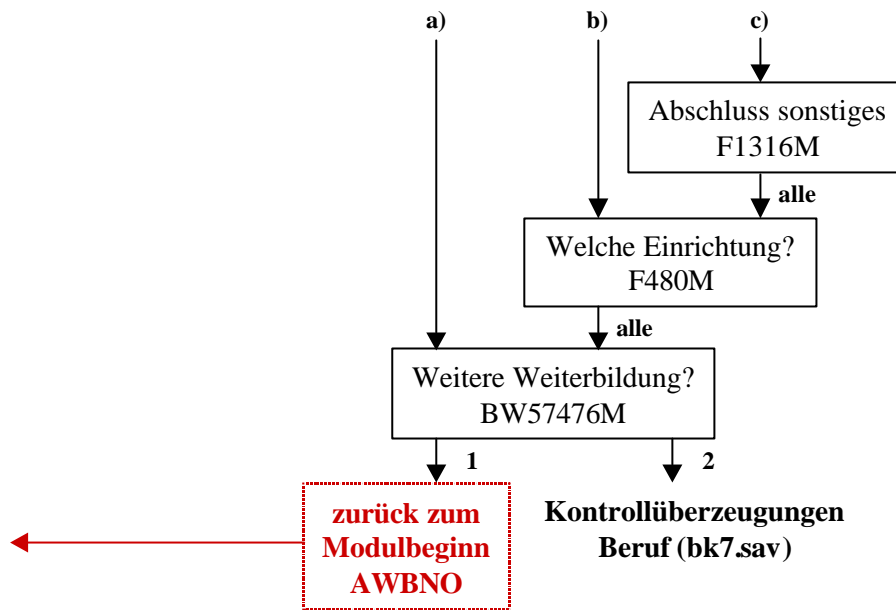 a)
b)
c)
Abschluss sonstiges
F1316M
alle
Welche Einrichtung?
F480M
alle
Weitere Weiterbildung?
BW57476M
1
2
zurück zum
Modulbeginn
AWBNO
Kontrollüberzeugungen
Beruf (bk7.sav)